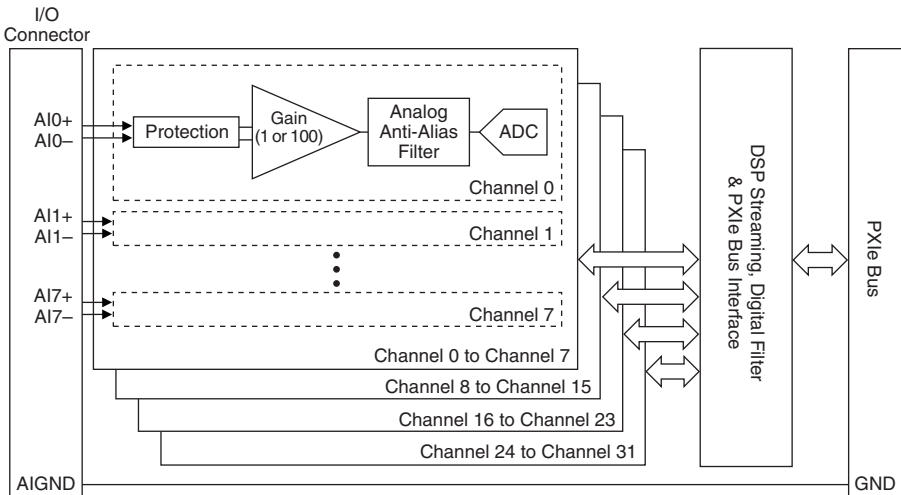 I/O
Connector
AI0+
AI0–
Protection
Gain
(1 or 100)
Analog
Anti-Alias
Filter
ADC
Channel 0
AI1+
AI1–
Channel 1
AI7+
AI7–
Channel 7
Channel 0 to Channel 7
Channel 8 to Channel 15
Channel 16 to Channel 23
Channel 24 to Channel 31
DSP Streaming, Digital Filter
& PXIe Bus Interface
PXIe Bus
AIGND
GND